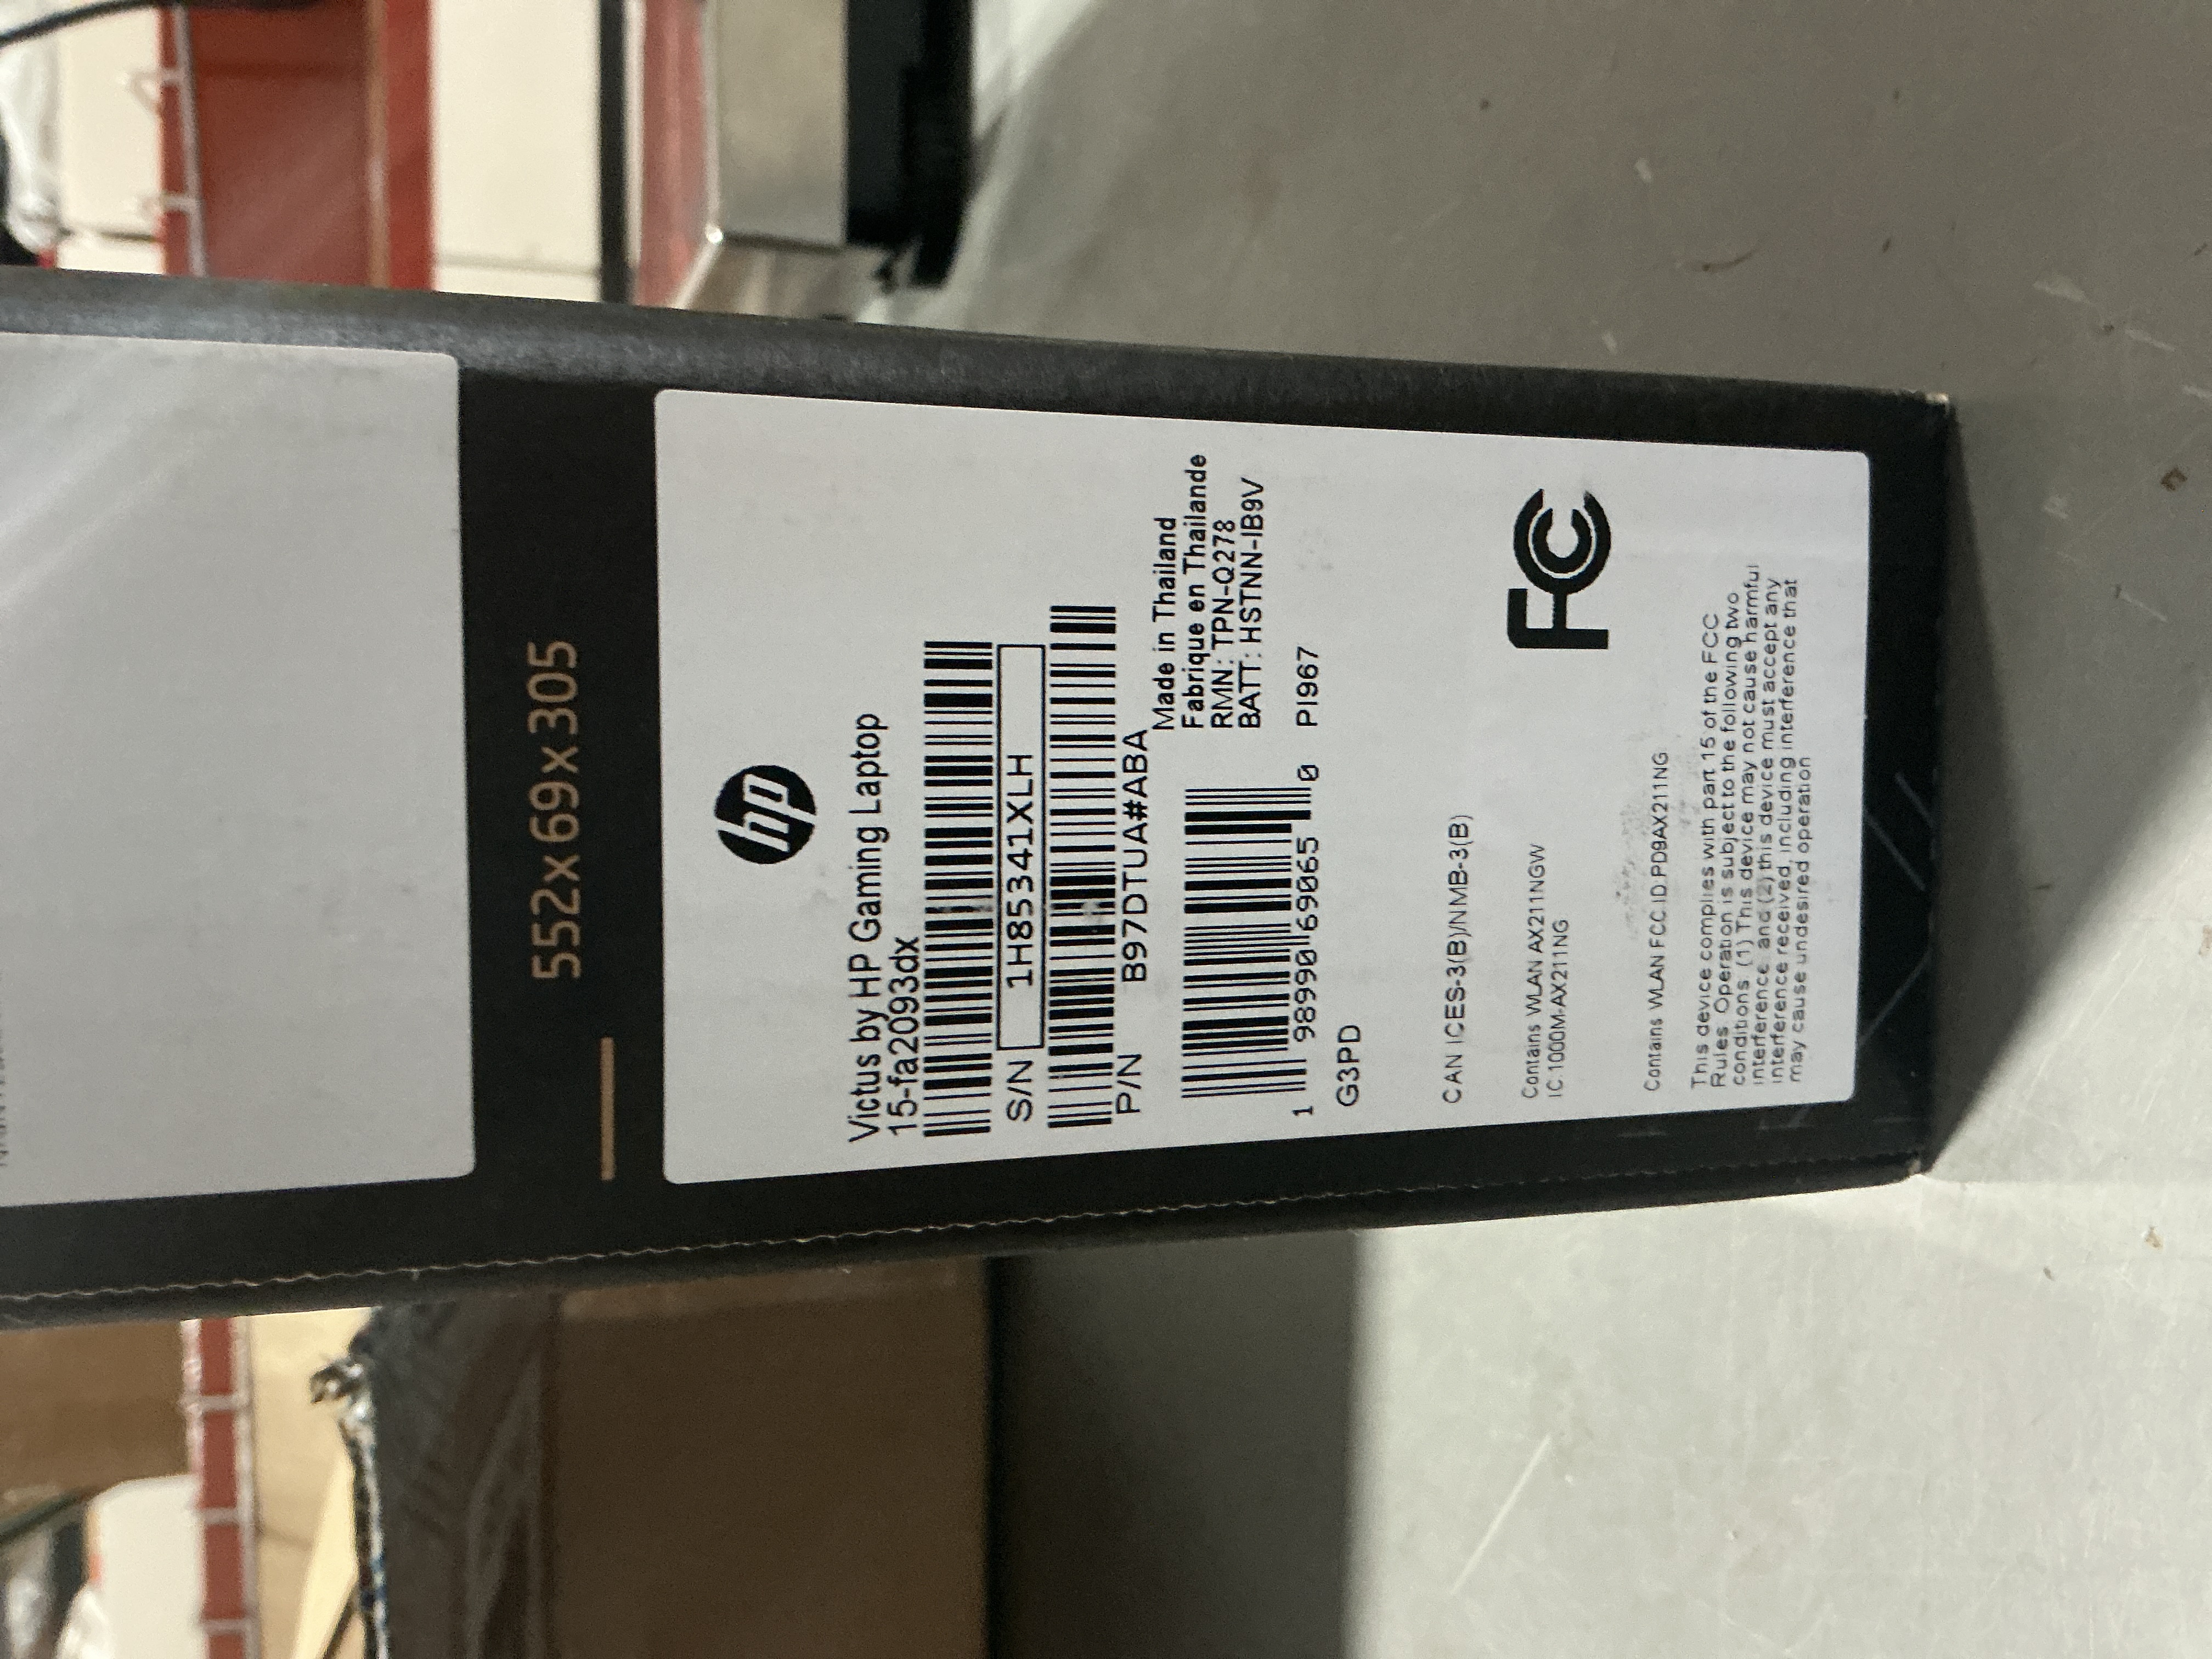 552x69x305
hp
Victus by HP Gaming Laptop
15-fa2093dx
S/N 1H85341XLH
P/N B97DTUA#ABA
Made in Thailand
Fabrique en Thailande
RMN: TPN-Q278
BATT: HSTNN-IB9V
1 98990 69065 0 PI967
G3PD
CAN ICES-3(B)/NMB-3(B)
FC
Contains WLAN AX211NGW
IC 1000M-AX211NG
Contains WLAN FCC ID PD9AX211NG
This device complies with part 15 of the FCC
Rules. Operation is subject to the following two
conditions (1) This device may not cause harmful
interference and (2) this device must accept any
interference received, including interference that
may cause undesired operation